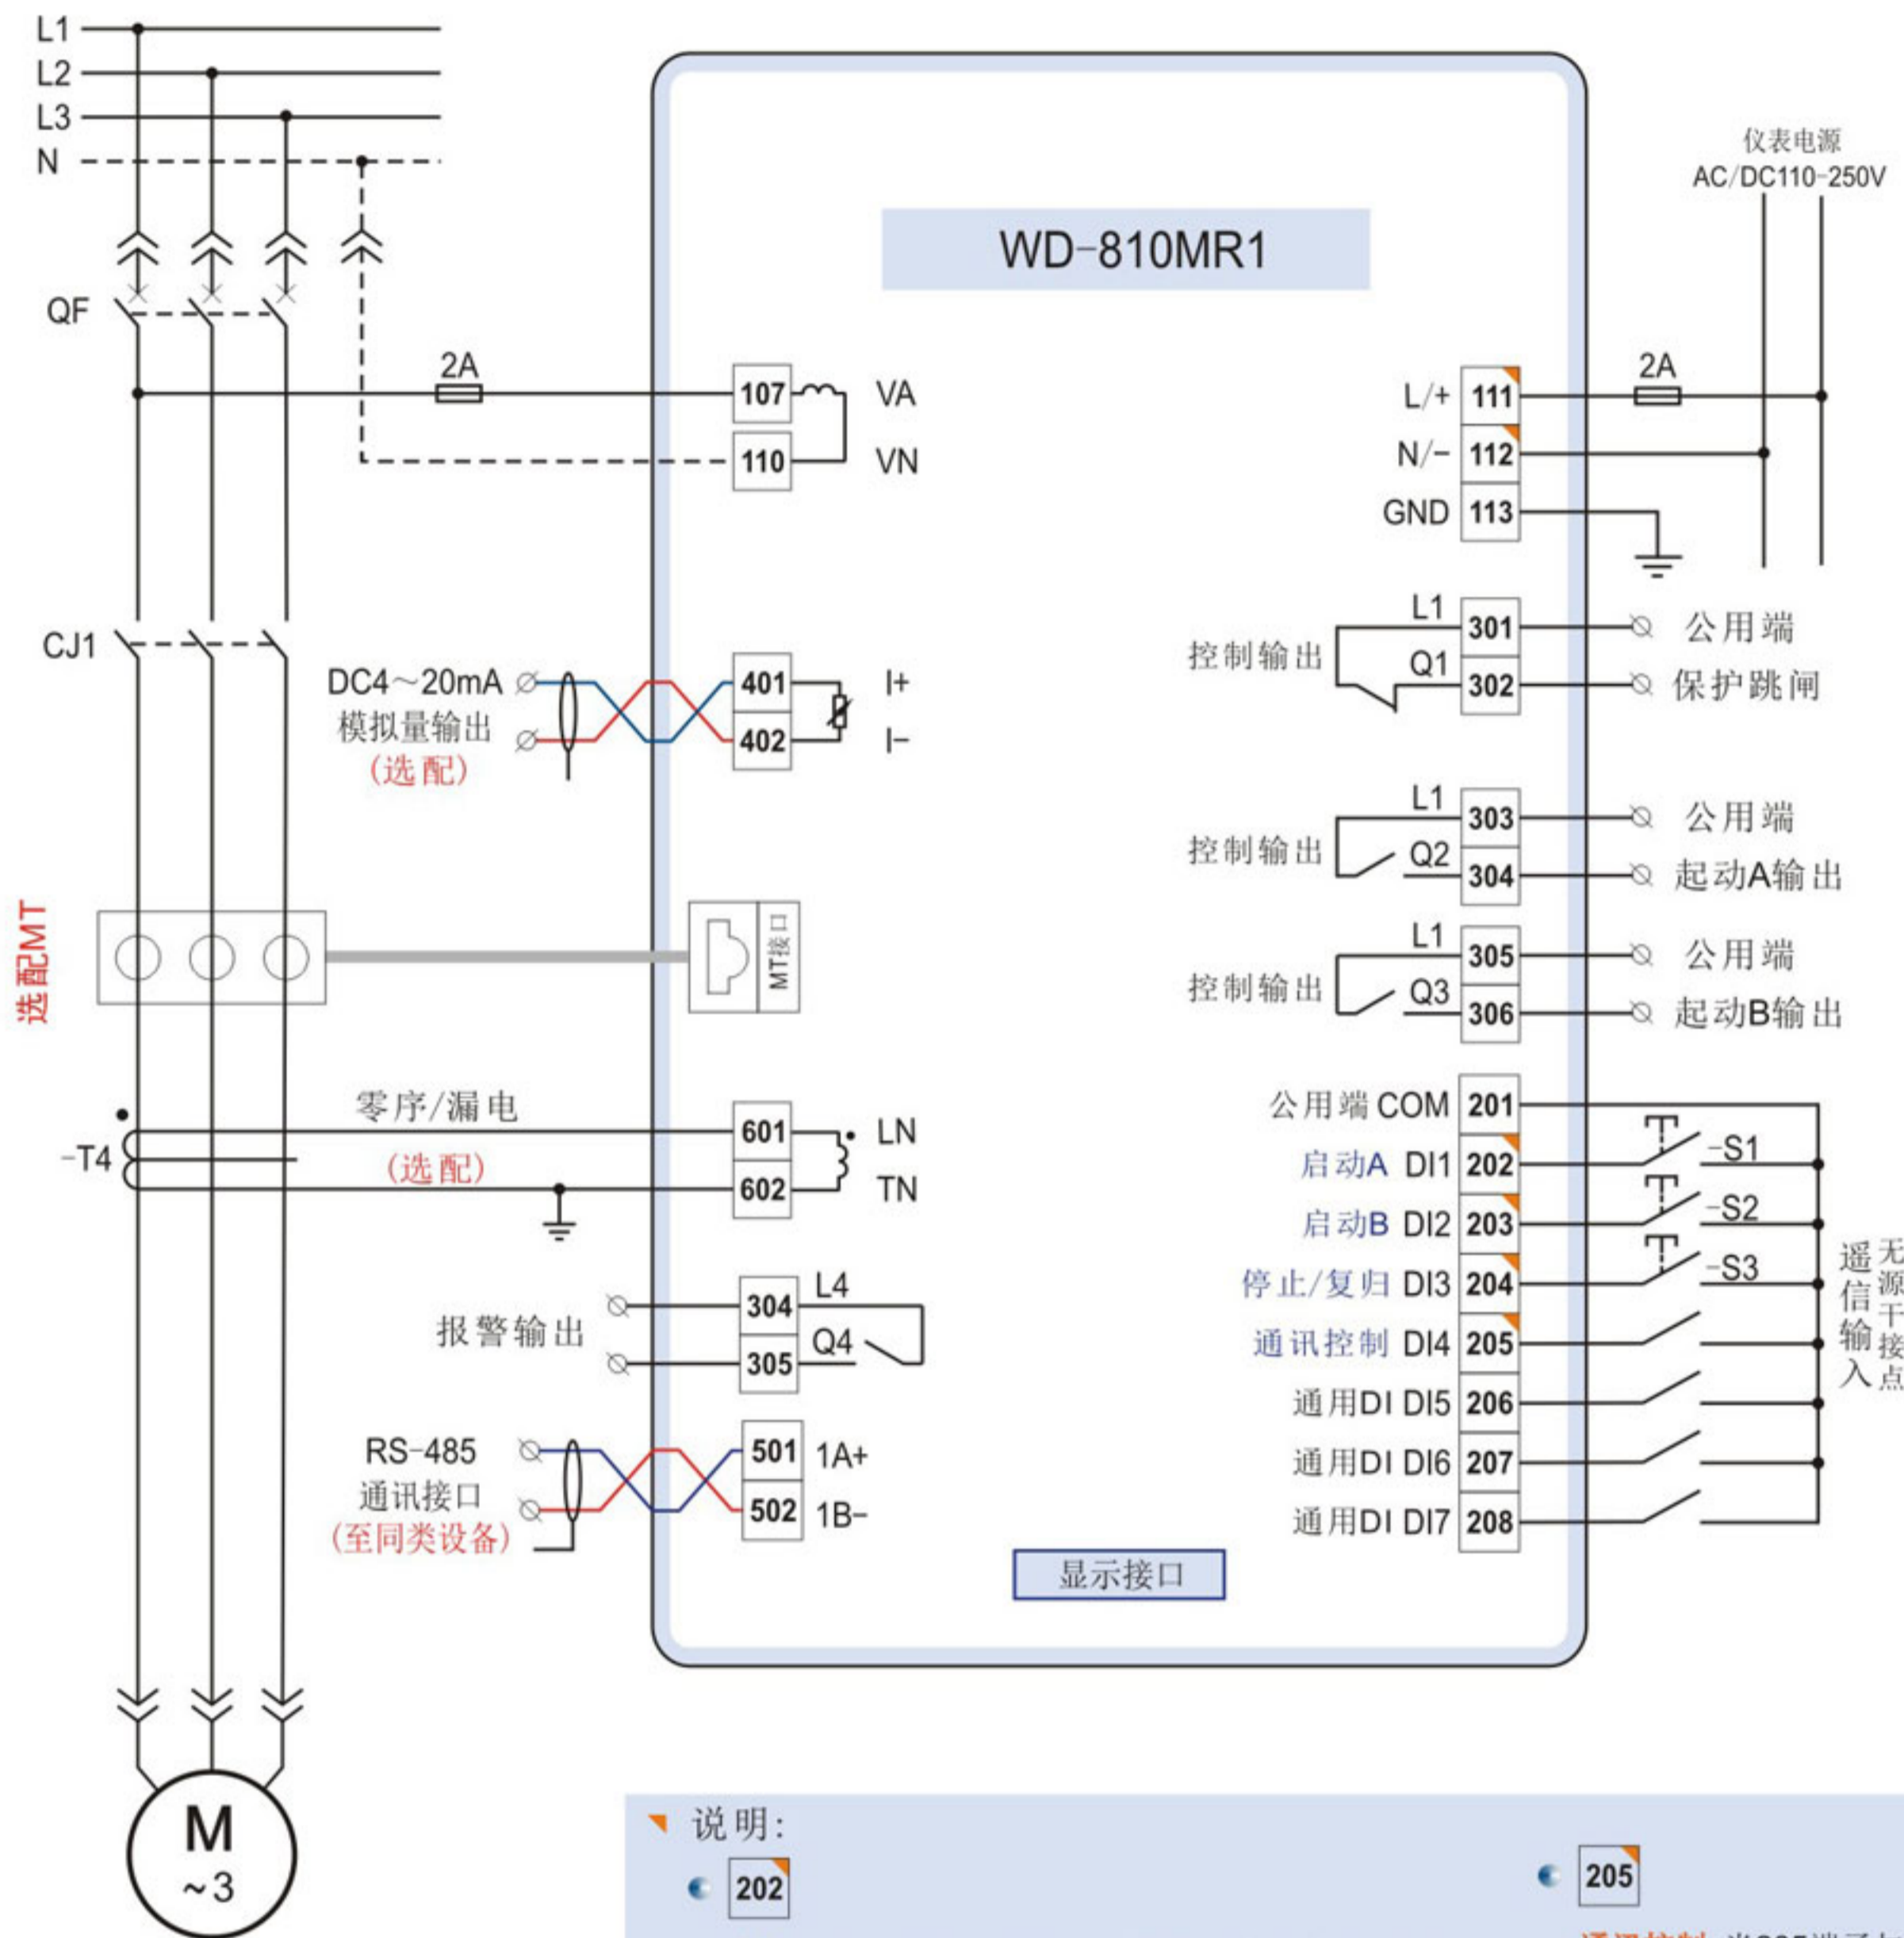 L1
L2
L3
N
QF
2A
CJ1
DC4～20mA
模拟量输出
(选配)
选配MT
零序/漏电
-T4
(选配)
报警输出
RS-485
通讯接口
(至同类设备)
M
~3
WD-810MR1
107 VA
110 VN
401 I+
402 I-
MT接口
601 LN
602 TN
304 L4
305 Q4
501 1A+
502 1B-
显示接口
仪表电源
AC/DC110-250V
L/+ 111 2A
N/- 112
GND 113
控制输出
L1 301 公用端
Q1 302 保护跳闸
控制输出
L1 303 公用端
Q2 304 起动A输出
控制输出
L1 305 公用端
Q3 306 起动B输出
公用端 COM 201
启动A DI1 202 -S1
启动B DI2 203 -S2
停止/复归 DI3 204 -S3
通讯控制 DI4 205
通用DI DI5 206
通用DI DI6 207
通用DI DI7 208
遥信输入
无源干接点
说明:
202
205